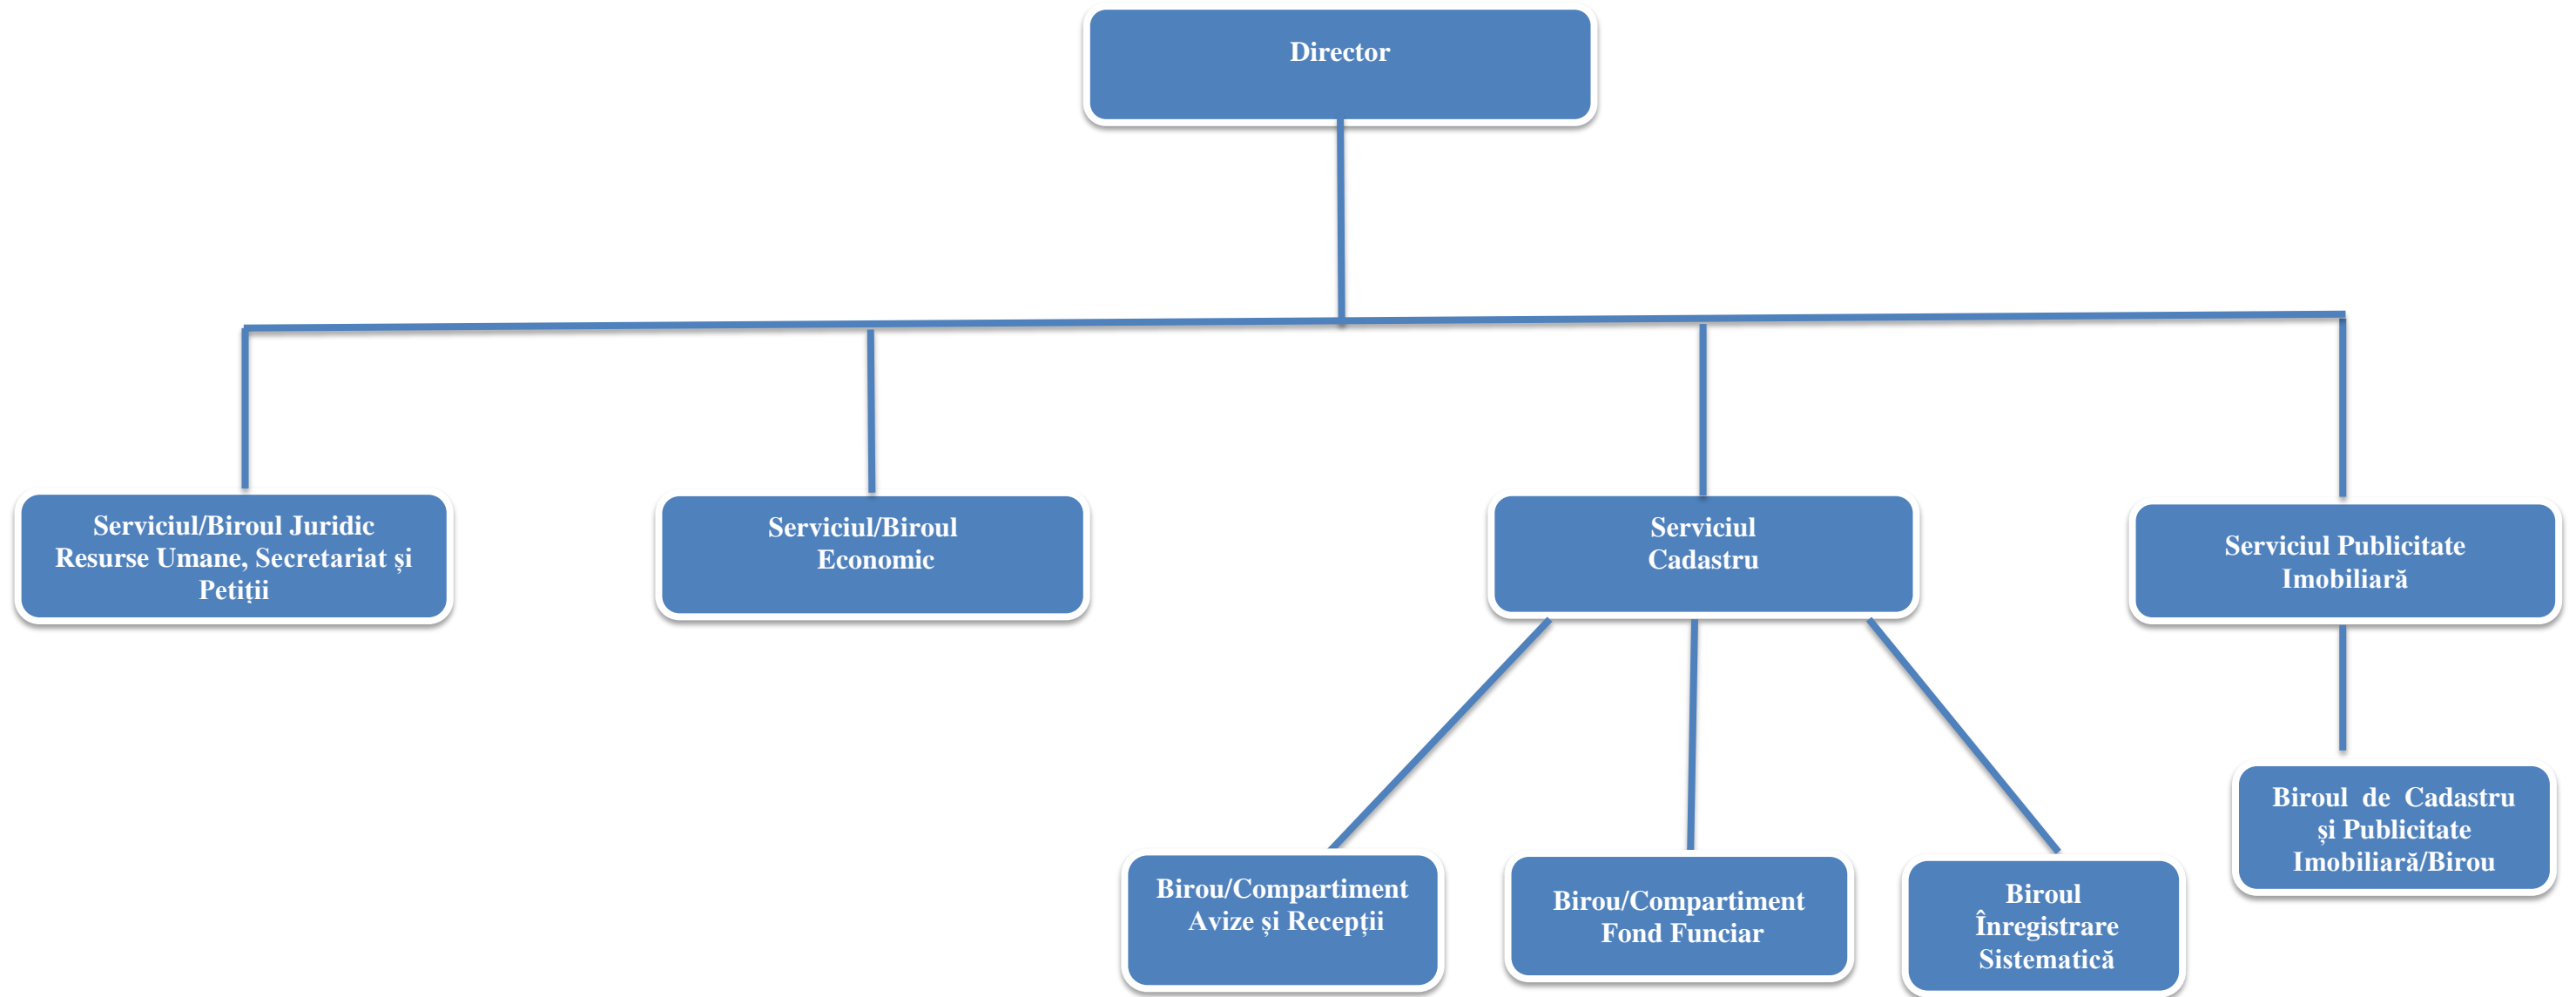 Director
Serviciul/Biroul Juridic
Resurse Umane, Secretariat și
Petiții
Serviciul/Biroul
Economic
Serviciul
Cadastru
Serviciul Publicitate
Imobiliară
Birou/Compartiment
Avize și Recepții
Birou/Compartiment
Fond Funciar
Biroul
Înregistrare
Sistematică
Biroul de Cadastru
și Publicitate
Imobiliară/Birou